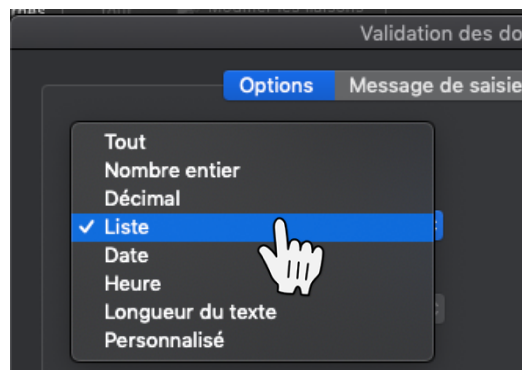 Validation des do
Options Message de saisie
Tout
Nombre entier
Décimal
Liste
Date
Heure
Longueur du texte
Personnalisé